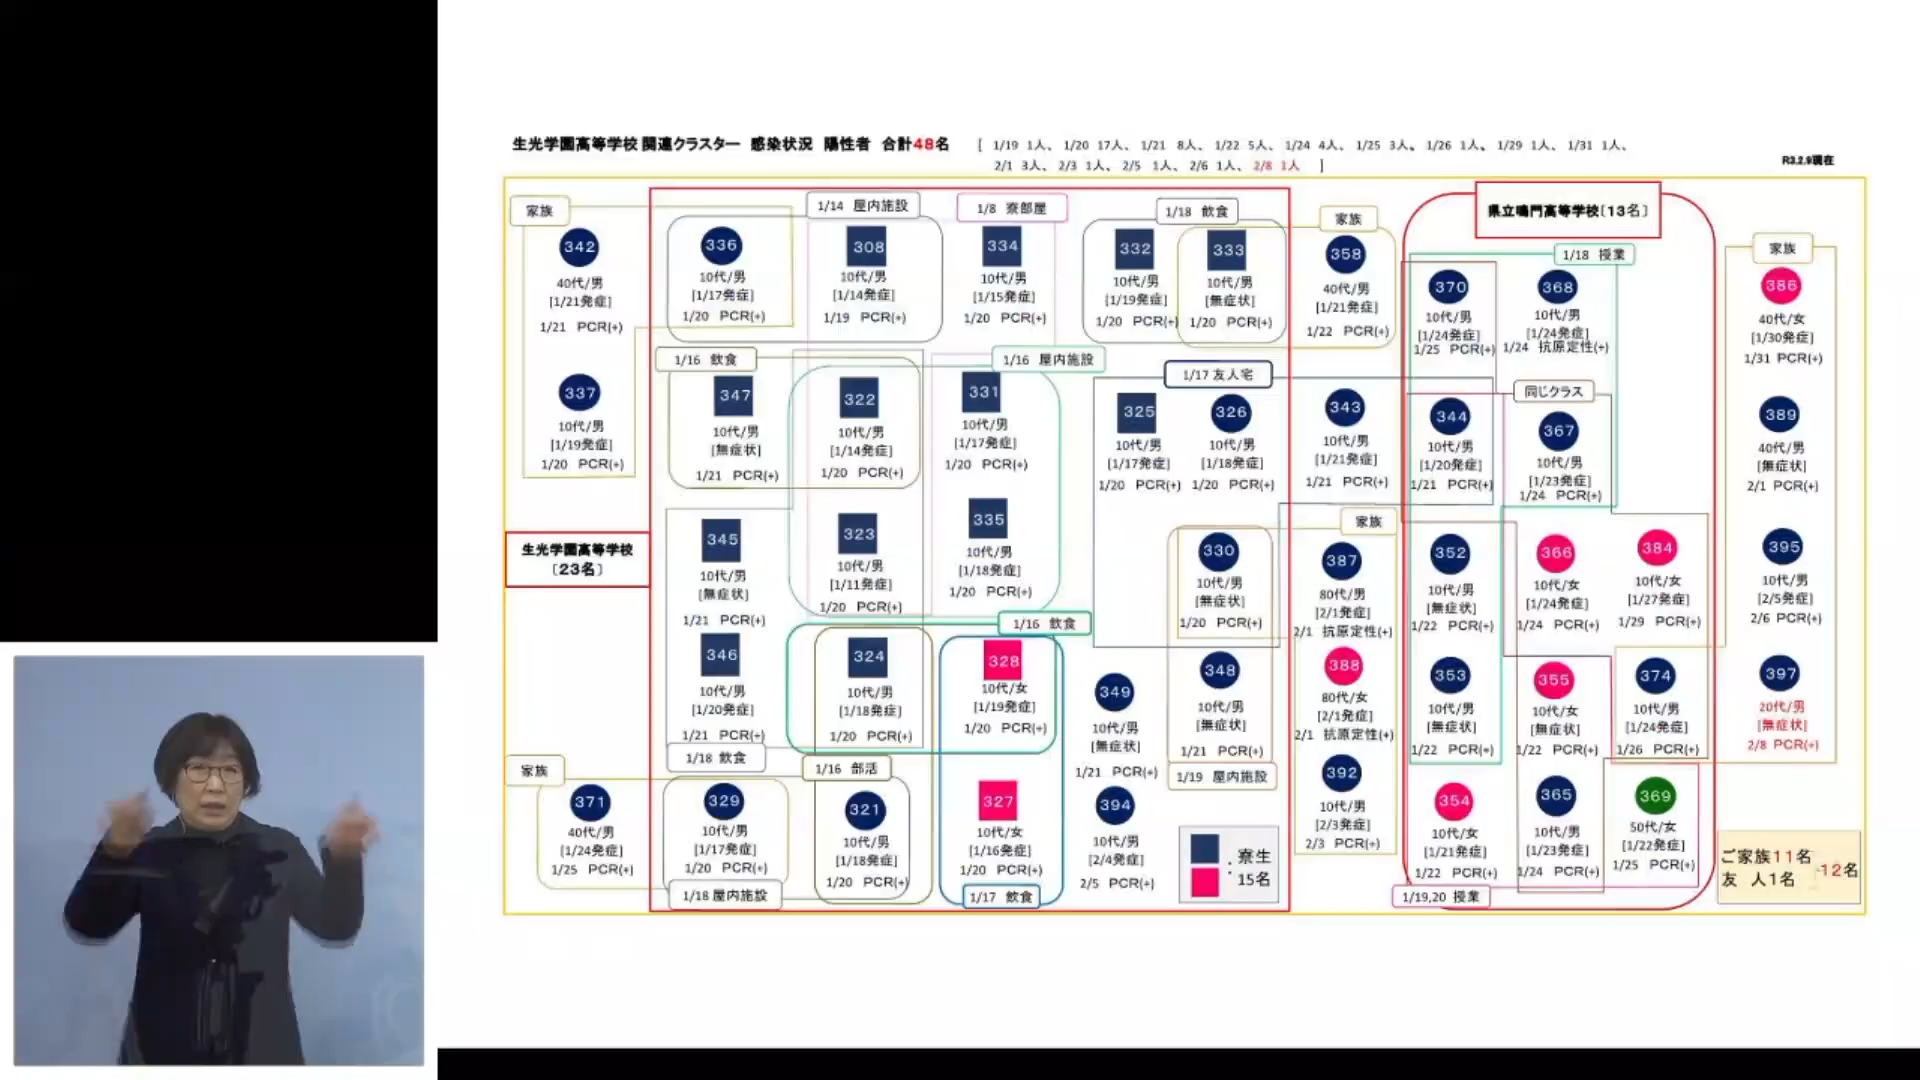 生光学園高等学校 関連クラスター 感染状況 陽性者 合計48名
[ 1/19 1人、 1/20 17人、 1/21 8人、 1/22 5人、 1/24 4人、 1/25 3人、 1/26 1人、 1/29 1人、 1/31 1人、
2/1 3人、 2/3 1人、 2/5 1人、 2/6 1人、 2/8 1人 ]
R3.2.9現在
家族
342
40代/男
[1/21発症]
1/21 PCR(+)
337
10代/男
[1/19発症]
1/20 PCR(+)
生光学園高等学校
〔23名〕
家族
371
40代/男
[1/24発症]
1/25 PCR(+)
336
10代/男
[1/17発症]
1/20 PCR(+)
1/14 屋内施設
308
10代/男
[1/14発症]
1/19 PCR(+)
1/8 寮部屋
334
10代/男
[1/15発症]
1/20 PCR(+)
1/18 飲食
332
10代/男
[1/19発症]
1/20 PCR(+)
333
10代/男
[無症状]
1/20 PCR(+)
家族
358
40代/男
[1/21発症]
1/22 PCR(+)
1/16 飲食
347
10代/男
[無症状]
1/21 PCR(+)
322
10代/男
[1/14発症]
1/20 PCR(+)
1/16 屋内施設
331
10代/男
[1/17発症]
1/20 PCR(+)
1/17 友人宅
325
10代/男
[1/17発症]
1/20 PCR(+)
326
10代/男
[1/18発症]
1/20 PCR(+)
343
10代/男
[1/21発症]
1/21 PCR(+)
345
10代/男
[無症状]
1/21 PCR(+)
323
10代/男
[1/11発症]
1/20 PCR(+)
335
10代/男
[1/18発症]
1/20 PCR(+)
330
10代/男
[無症状]
1/20 PCR(+)
家族
387
80代/男
[2/1発症]
2/1 抗原定性(+)
346
10代/男
[1/20発症]
1/21 PCR(+)
1/18 飲食
324
10代/男
[1/18発症]
1/20 PCR(+)
1/16 飲食
328
10代/女
[1/19発症]
1/20 PCR(+)
349
10代/男
[無症状]
1/21 PCR(+)
348
10代/男
[無症状]
1/21 PCR(+)
1/19 屋内施設
388
80代/女
[2/1発症]
2/1 抗原定性(+)
329
10代/男
[1/17発症]
1/20 PCR(+)
1/18 屋内施設
1/16 部活
321
10代/男
[1/18発症]
1/20 PCR(+)
327
10代/女
[1/16発症]
1/20 PCR(+)
1/17 飲食
394
10代/男
[2/4発症]
2/5 PCR(+)
: 寮生
15名
392
10代/男
[2/3発症]
2/3 PCR(+)
県立鳴門高等学校〔13名〕
1/18 授業
370
10代/男
[1/24発症]
1/25 PCR(+)
368
10代/男
[1/24発症]
1/24 抗原定性(+)
344
10代/男
[1/20発症]
1/21 PCR(+)
同じクラス
367
10代/男
[1/23発症]
1/24 PCR(+)
352
10代/男
[無症状]
1/22 PCR(+)
366
10代/女
[1/24発症]
1/24 PCR(+)
384
10代/女
[1/27発症]
1/29 PCR(+)
353
10代/男
[無症状]
1/22 PCR(+)
355
10代/女
[無症状]
1/22 PCR(+)
374
10代/男
[1/24発症]
1/26 PCR(+)
354
10代/女
[1/21発症]
1/22 PCR(+)
365
10代/男
[1/23発症]
1/24 PCR(+)
369
50代/女
[1/22発症]
1/25 PCR(+)
1/19,20 授業
家族
386
40代/女
[1/30発症]
1/31 PCR(+)
389
40代/男
[無症状]
2/1 PCR(+)
395
10代/男
[2/5発症]
2/6 PCR(+)
397
20代/男
[無症状]
2/8 PCR(+)
ご家族11名
友 人1名
12名